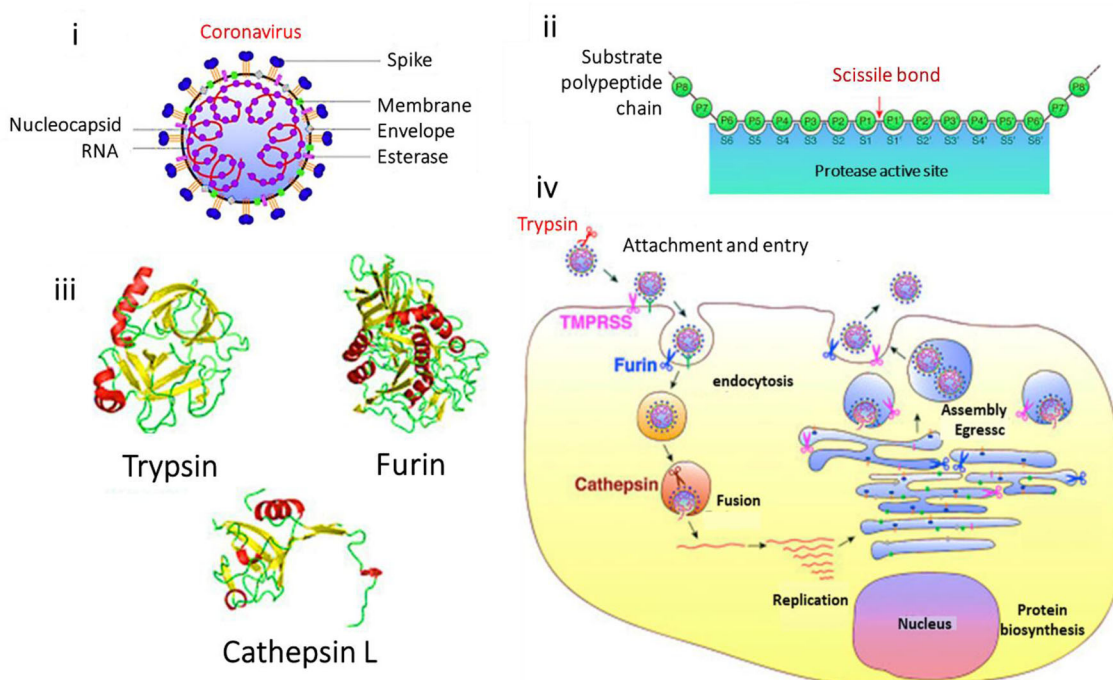 i
Coronavirus
Spike
Membrane
Envelope
Esterase
Nucleocapsid
RNA
ii
Substrate
polypeptide
chain
Scissile bond
P8 P7 P6 P5 P4 P3 P2 P1 P1' P2' P3' P4' P5' P6' P7' P8'
S6 S5 S4 S3 S2 S1 S1' S2' S3' S4' S5' S6'
Protease active site
iii
Trypsin
Furin
Cathepsin L
iv
Trypsin
Attachment and entry
TMPRSS
Furin
endocytosis
Assembly
Egressc
Cathepsin
Fusion
Replication
Nucleus
Protein
biosynthesis